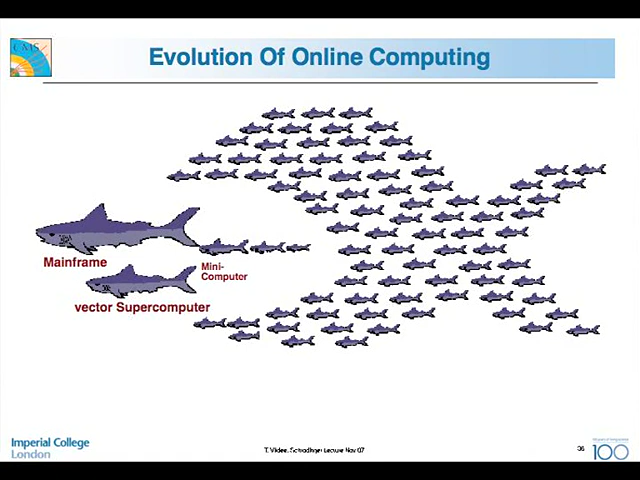 CMS
Evolution Of Online Computing
Mainframe
Mini-
Computer
vector Supercomputer
Imperial College
London
T. Virdee, Schrodinger Lecture Nov 07
36
100